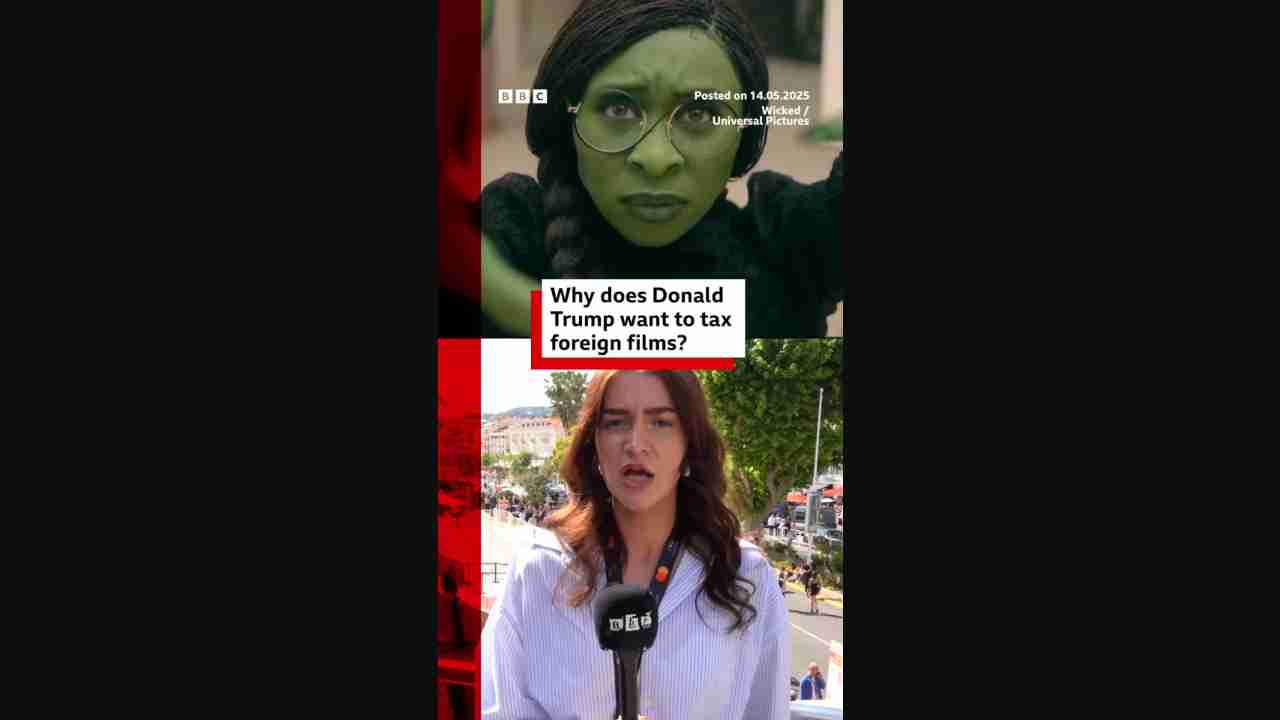 BBC
Posted on 14.05.2025
Wicked /
Universal Pictures
Why does Donald
Trump want to tax
foreign films?
BBC